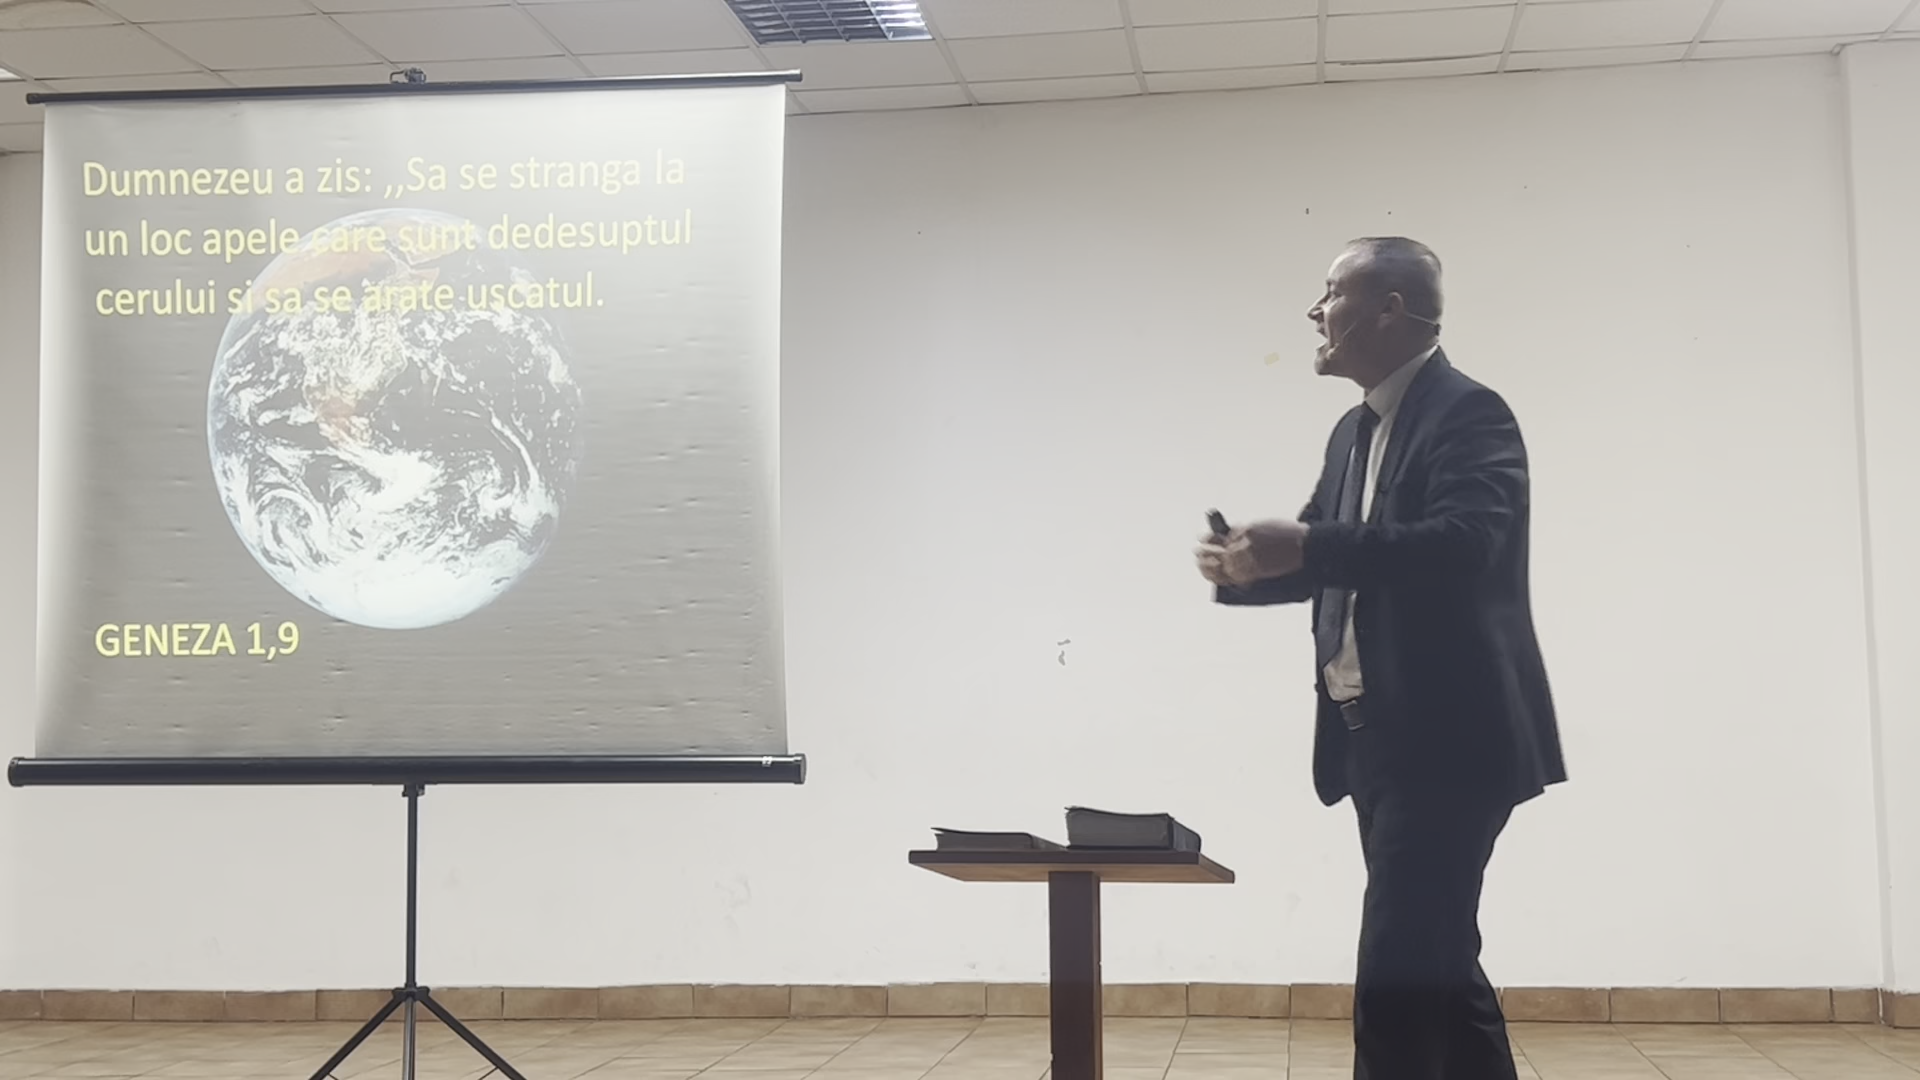 Dumnezeu a zis: ,,Sa se stranga la
un loc apele care sunt dedesuptul
cerului si sa se arate uscatul.
GENEZA 1,9